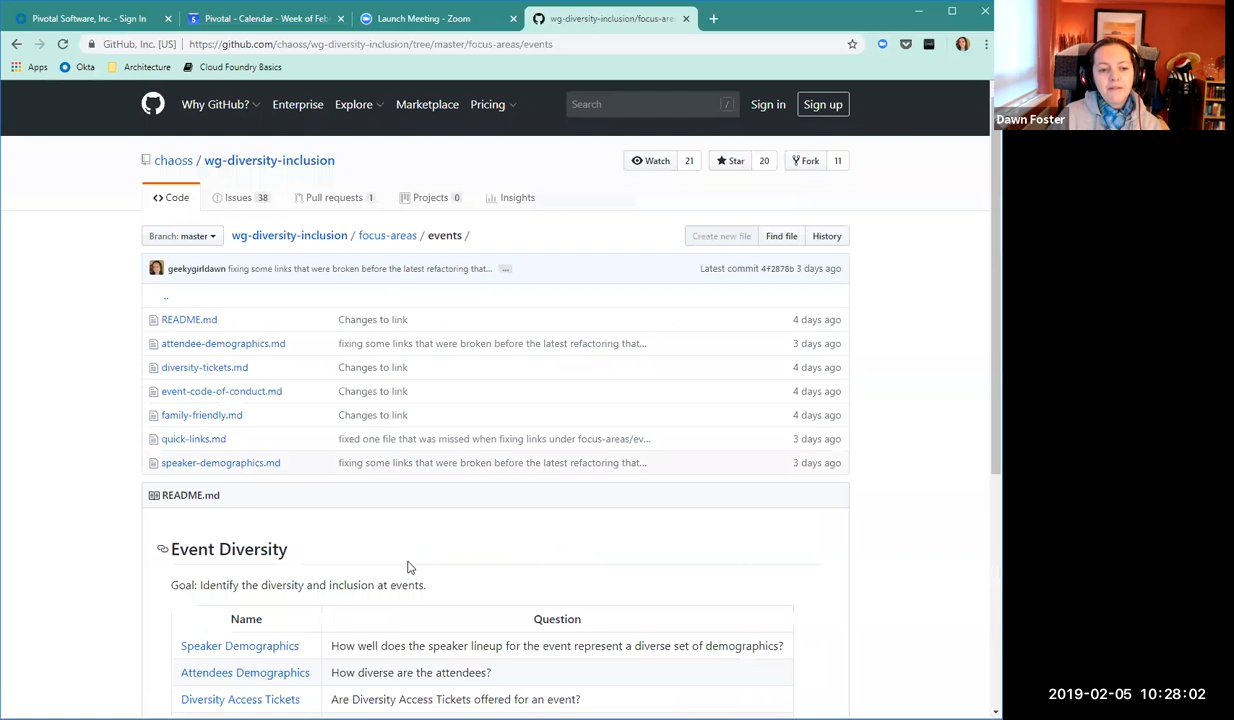 Pivotal Software, Inc. - Sign In
Pivotal - Calendar - Week of Feb
Launch Meeting - Zoom
wg-diversity-inclusion/focus-area
GitHub, Inc. [US] https://github.com/chaoss/wg-diversity-inclusion/tree/master/focus-areas/events
Apps Okta Architecture Cloud Foundry Basics
Why GitHub? Enterprise Explore Marketplace Pricing Search / Sign in Sign up
Dawn Foster
chaoss / wg-diversity-inclusion
Watch 21 Star 20 Fork 11
Code Issues 38 Pull requests 1 Projects 0 Insights
Branch: master wg-diversity-inclusion / focus-areas / events / Create new file Find file History
geekygirldawn fixing some links that were broken before the latest refactoring that... ... Latest commit 4f2878b 3 days ago
..
README.md Changes to link 4 days ago
attendee-demographics.md fixing some links that were broken before the latest refactoring that... 3 days ago
diversity-tickets.md Changes to link 4 days ago
event-code-of-conduct.md Changes to link 4 days ago
family-friendly.md Changes to link 4 days ago
quick-links.md fixed one file that was missed when fixing links under focus-areas/ev... 3 days ago
speaker-demographics.md fixing some links that were broken before the latest refactoring that... 3 days ago
README.md
Event Diversity
Goal: Identify the diversity and inclusion at events.
Name Question
Speaker Demographics How well does the speaker lineup for the event represent a diverse set of demographics?
Attendees Demographics How diverse are the attendees?
Diversity Access Tickets Are Diversity Access Tickets offered for an event?
2019-02-05 10:28:02